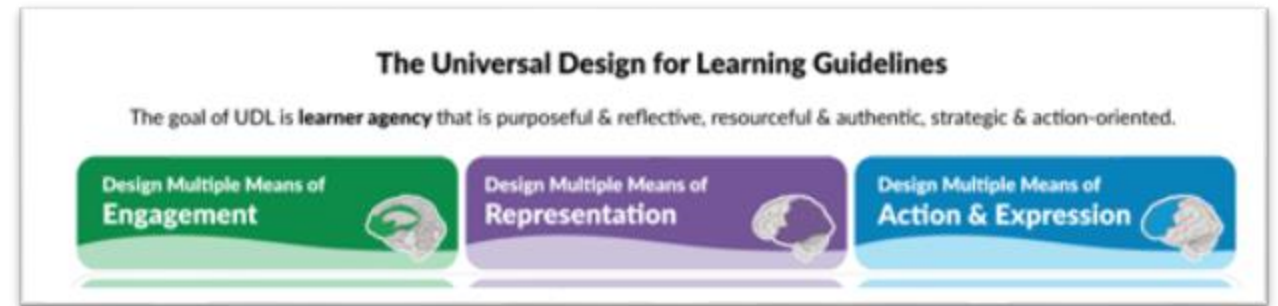 The Universal Design for Learning Guidelines
The goal of UDL is learner agency that is purposeful & reflective, resourceful & authentic, strategic & action-oriented.
Design Multiple Means of
Engagement
Design Multiple Means of
Representation
Design Multiple Means of
Action & Expression